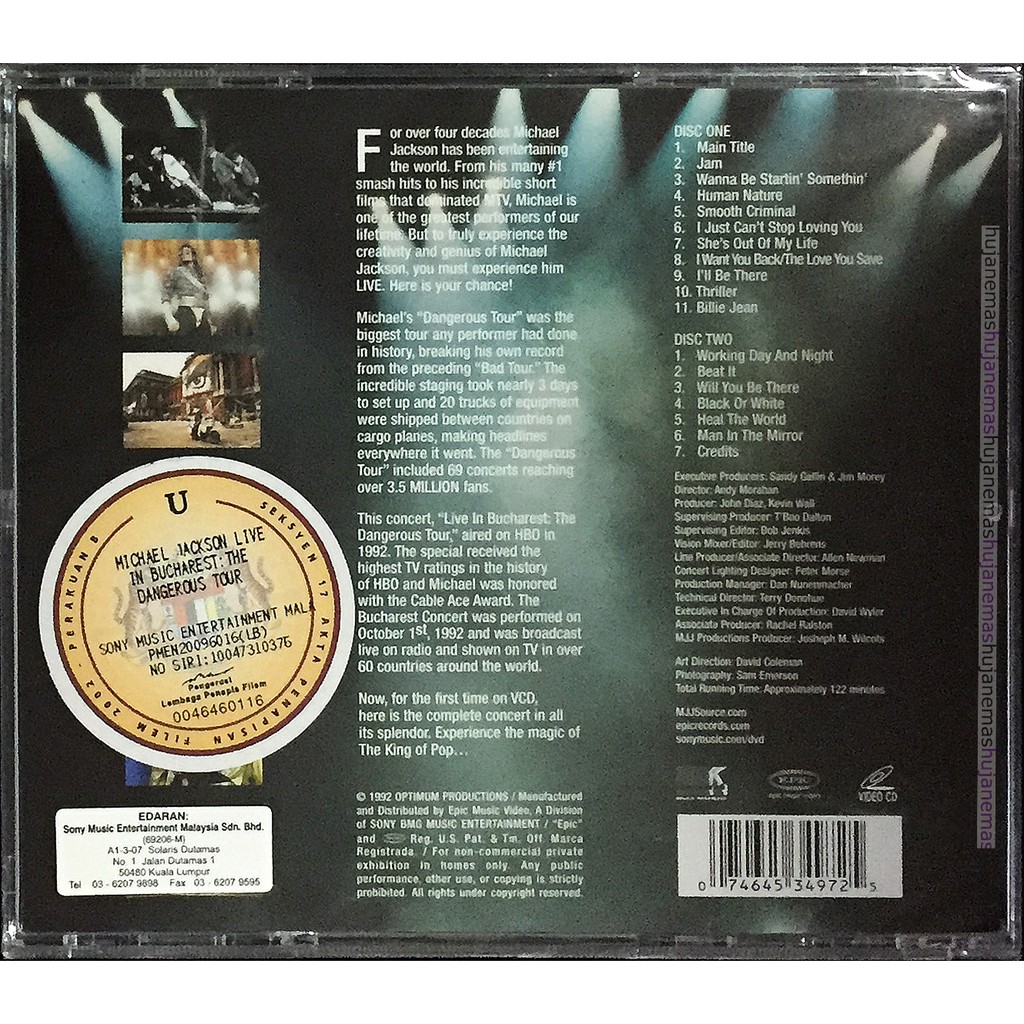 For over four decades Michael
Jackson has been entertaining
the world. From his many #1
smash hits to his incredible short
films that dominated MTV, Michael is
one of the greatest performers of our
lifetime. But to truly experience the
creativity and genius of Michael
Jackson, you must experience him
LIVE. Here is your chance!
Michael's "Dangerous Tour" was the
biggest tour any performer had done
in history, breaking his own record
from the preceding "Bad Tour." The
incredible staging took nearly 3 days
to set up and 20 trucks of equipment
were shipped between countries on
cargo planes, making headlines
everywhere it went. The "Dangerous
Tour" included 69 concerts reaching
over 3.5 MILLION fans.
This concert, "Live In Bucharest: The
Dangerous Tour," aired on HBO in
1992. The special received the
highest TV ratings in the history
of HBO and Michael was honored
with the Cable Ace Award. The
Bucharest Concert was performed on
October 1st, 1992 and was broadcast
live on radio and shown on TV in over
60 countries around the world.
Now, for the first time on VCD,
here is the complete concert in all
its splendor. Experience the magic of
The King of Pop...
© 1992 OPTIMUM PRODUCTIONS / Manufactured
and Distributed by Epic Music Video, A Division
of SONY BMG MUSIC ENTERTAINMENT / "Epic"
and Reg. U.S. Pat. & Tm. Off. Marca
Registrada. / For non-commercial private
exhibition in homes only. Any public
performance, other use, or copying is strictly
prohibited. All rights under copyright reserved.
DISC ONE
1. Main Title
2. Jam
3. Wanna Be Startin' Somethin'
4. Human Nature
5. Smooth Criminal
6. I Just Can't Stop Loving You
7. She's Out Of My Life
8. I Want You Back/The Love You Save
9. I'll Be There
10. Thriller
11. Billie Jean
DISC TWO
1. Working Day And Night
2. Beat It
3. Will You Be There
4. Black Or White
5. Heal The World
6. Man In The Mirror
7. Credits
Executive Producers: Sandy Gallin & Jim Morey
Director: Andy Morahan
Producer: John Diaz, Kevin Wall
Supervising Producer: T'Boo Dalton
Supervising Editor: Bob Jenkis
Vision Mixer/Editor: Jerry Behrens
Line Producer/Associate Director: Allen Newman
Concert Lighting Designer: Peter Morse
Production Manager: Dan Nunenmacher
Technical Director: Terry Donohue
Executive In Charge Of Production: David Wyler
Associate Producer: Rachel Ralston
MJJ Productions Producer: Josheph M. Wilcots
Art Direction: David Coleman
Photography: Sam Emerson
Total Running Time: Approximately 122 minutes
MJJSource.com
epicrecords.com
sonymusic.com/dvd
EPIC
VIDEO CD
0 74645 34972 5
U
PERAKUAN B
SEKSYEN 17 AKTA PENAPISAN FILEM 2002 -
MICHAEL JACKSON LIVE
IN BUCHAREST:THE
DANGEROUS TOUR
SONY MUSIC ENTERTAINMENT MALA
PMEN20096016(LB)
NO SIRI:10047310376
Pengerusi
Lembaga Penapis Filem
0046460116
EDARAN:
Sony Music Entertainment Malaysia Sdn. Bhd.
(69206-M)
A1-3-07 Solaris Dutamas
No 1 Jalan Dutamas 1
50480 Kuala Lumpur
Tel 03 - 6207 9898 Fax 03 - 6207 9595
hujanemashujanemashujanemashujanemashujanemashujanemas